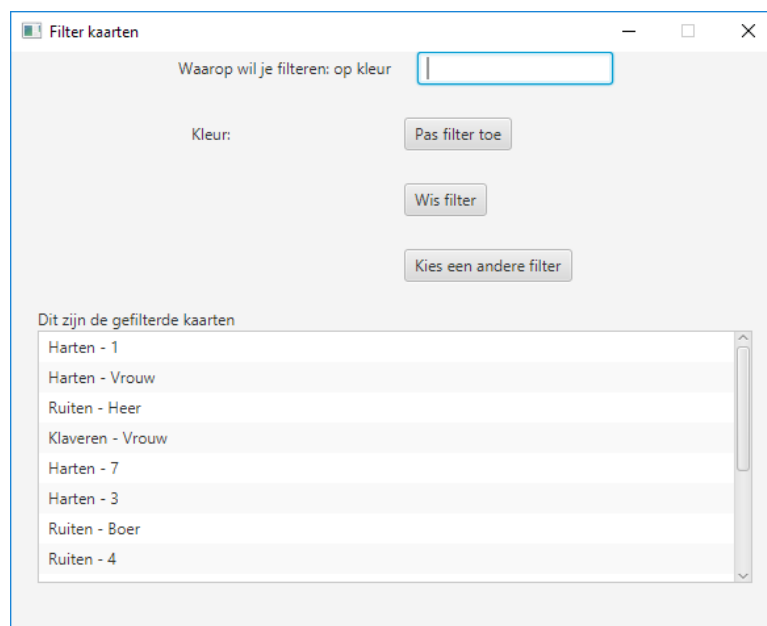 Filter kaarten
Waarop wil je filteren: op kleur
Kleur:
Pas filter toe
Wis filter
Kies een andere filter
Dit zijn de gefilterde kaarten
Harten - 1
Harten - Vrouw
Ruiten - Heer
Klaveren - Vrouw
Harten - 7
Harten - 3
Ruiten - Boer
Ruiten - 4